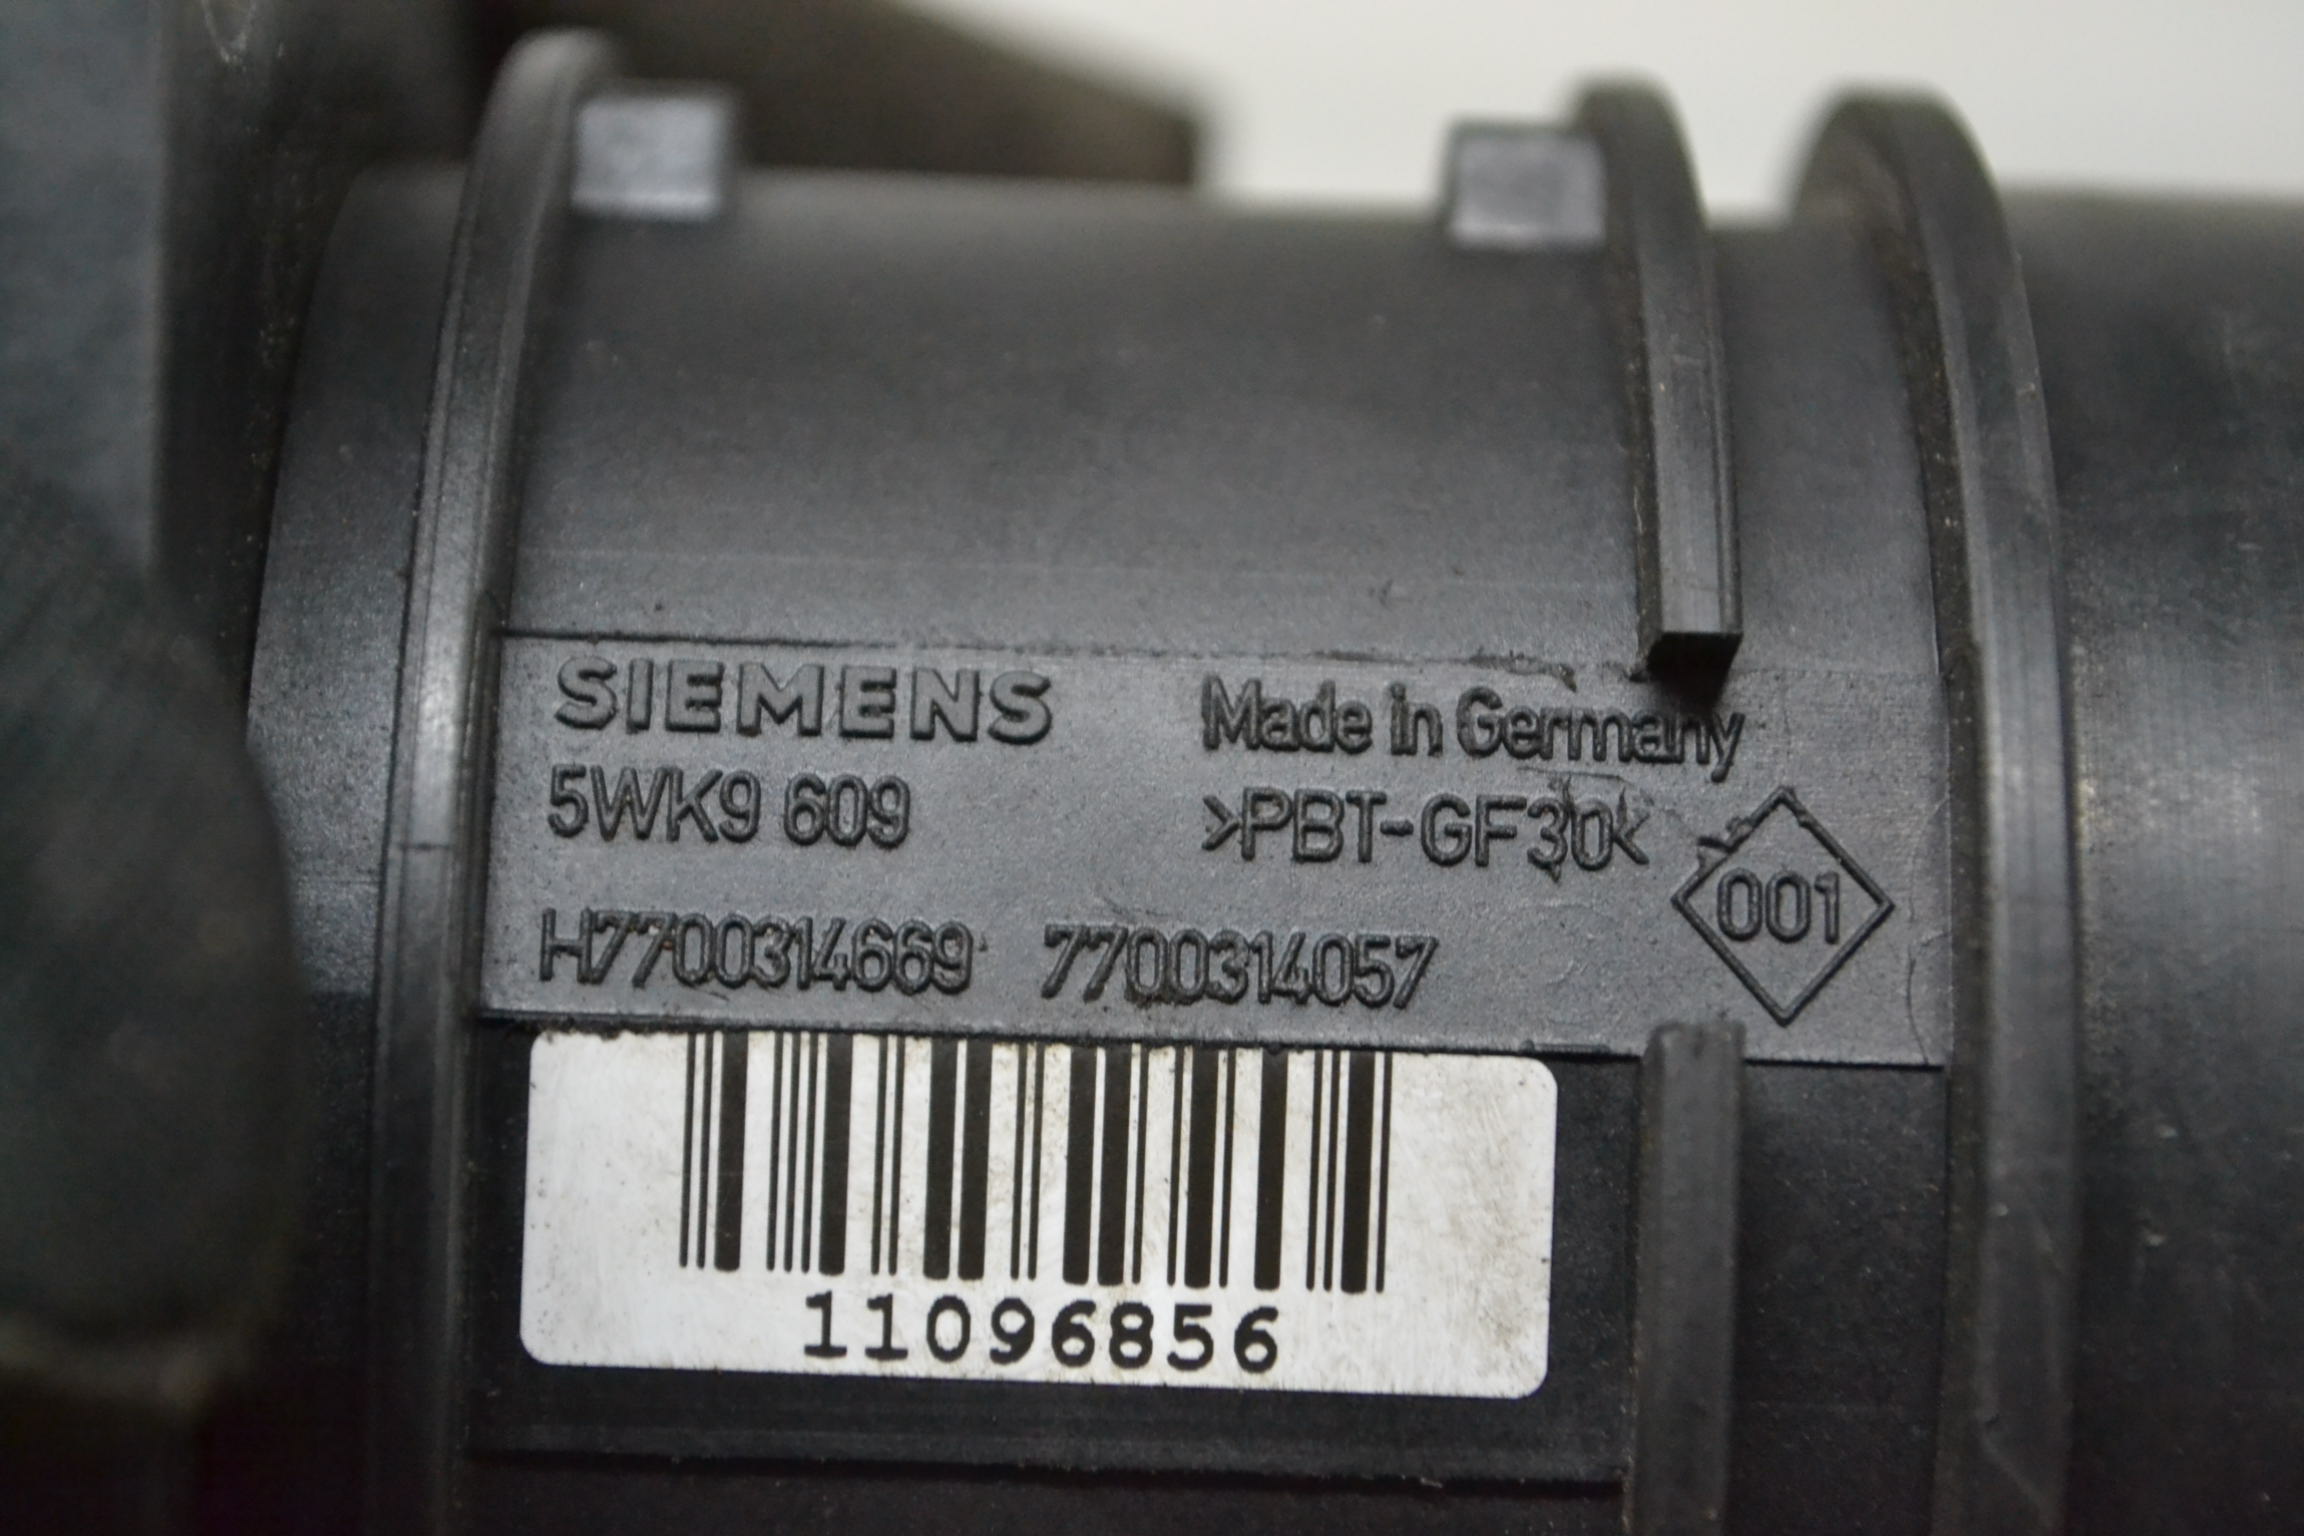 SIEMENS Made in Germany
5WK9 609 >PBT-GF30<
001
H7700314669 7700314057
11096856